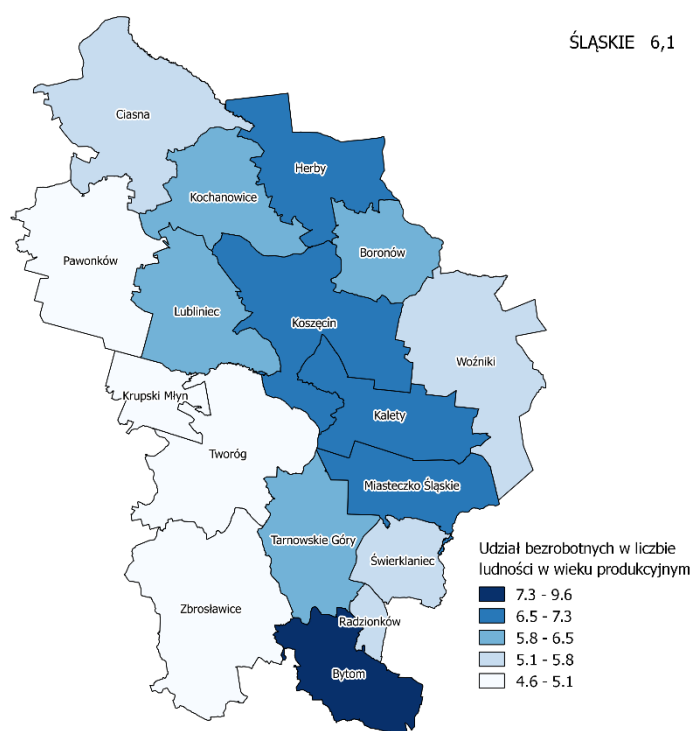 ŚLĄSKIE 6,1
Ciasna
Herby
Kochanowice
Boronów
Pawonków
Lubliniec
Koszęcin
Woźniki
Krupski Młyn
Kalety
Tworóg
Miasteczko Śląskie
Tarnowskie Góry
Świerklaniec
Zbrosławice
Radzionków
Bytom
Udział bezrobotnych w liczbie
ludności w wieku produkcyjnym
7.3 - 9.6
6.5 - 7.3
5.8 - 6.5
5.1 - 5.8
4.6 - 5.1